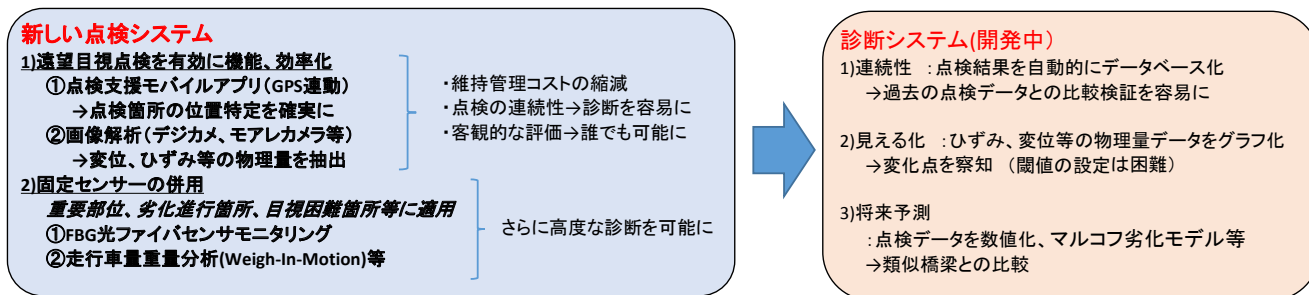 新しい点検システム
1)遠望目視点検を有効に機能、効率化
①点検支援モバイルアプリ(GPS連動)
→点検箇所の位置特定を確実に
②画像解析(デジカメ、モアレカメラ等)
→変位、ひずみ等の物理量を抽出
・維持管理コストの縮減
・点検の連続性→診断を容易に
・客観的な評価→誰でも可能に
2)固定センサーの併用
重要部位、劣化進行箇所、目視困難箇所等に適用
①FBG光ファイバセンサモニタリング
②走行車量重量分析(Weigh-In-Motion)等
さらに高度な診断を可能に
診断システム(開発中)
1)連続性 :点検結果を自動的にデータベース化
→過去の点検データとの比較検証を容易に
2)見える化 :ひずみ、変位等の物理量データをグラフ化
→変化点を察知 (閾値の設定は困難)
3)将来予測
:点検データを数値化、マルコフ劣化モデル等
→類似橋梁との比較